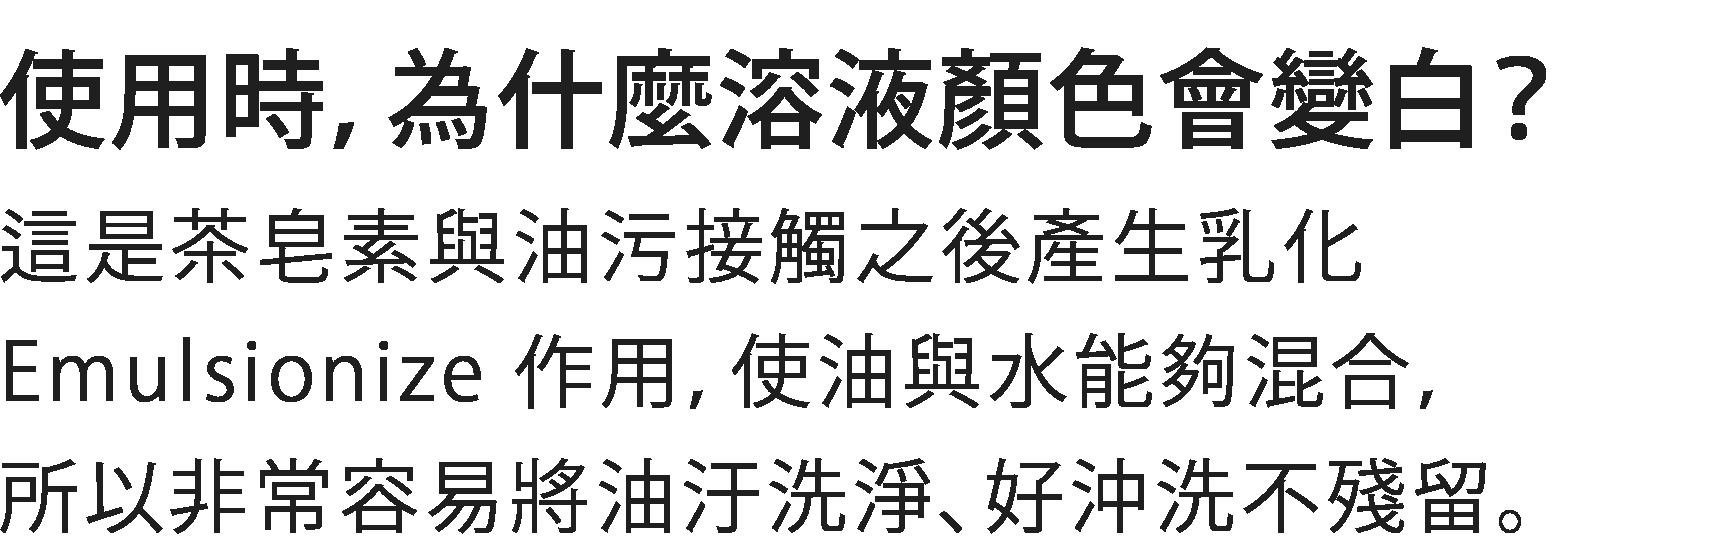 使用時，為什麼溶液顏色會變白？
這是茶皂素與油污接觸之後產生乳化
Emulsionize 作用，使油與水能夠混合，
所以非常容易將油汙洗淨、好沖洗不殘留。